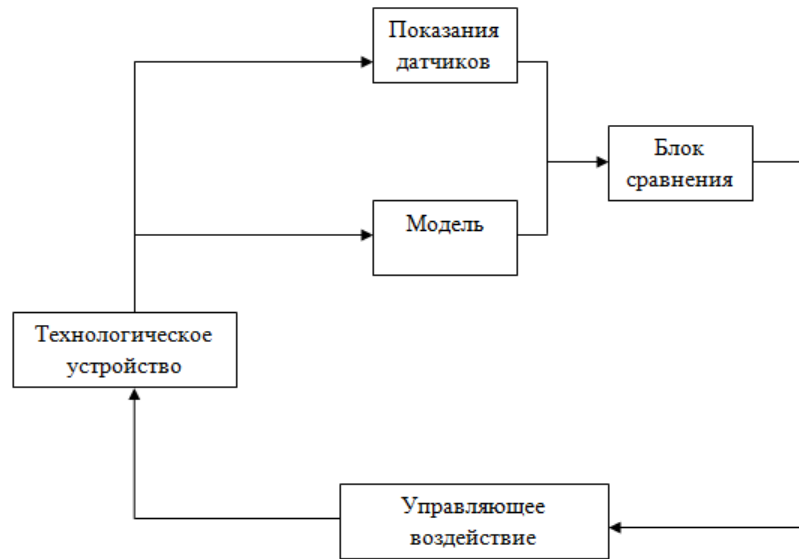 Показания
датчиков
Блок
сравнения
Модель
Технологическое
устройство
Управляющее
воздействие